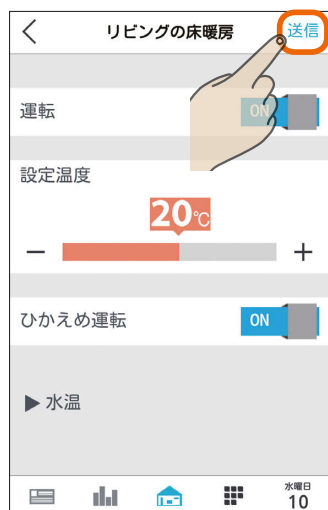 リビングの床暖房 送信
運転 ON
設定温度
20℃
ひかえめ運転 ON
▶ 水温
水曜日
10